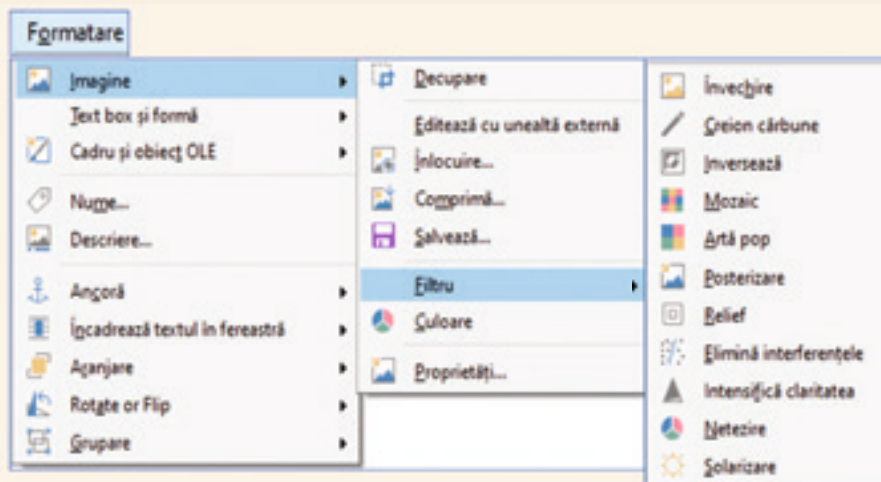 Formatare
Imagine
Text box și formă
Cadru și obiect OLE
Nume...
Descriere...
Ancoră
Încadrează textul în fereastră
Aranjare
Rotate or Flip
Grupare
Decupare
Editează cu unealtă externă
Înlocuire...
Comprimă...
Salvează...
Filtru
Culoare
Proprietăți...
Învechire
Creion cărbune
Inversează
Mozaic
Artă pop
Posterizare
Relief
Elimină interferențele
Intensifică claritatea
Netezire
Solarizare